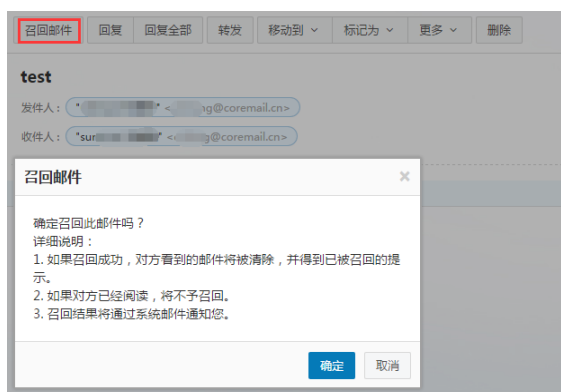 召回邮件 回复 回复全部 转发 移动到 标记为 更多 删除
test
发件人：" " < g@coremail.cn>
收件人："sun " < g@coremail.cn>
召回邮件 ×
确定召回此邮件吗？
详细说明：
1. 如果召回成功，对方看到的邮件将被清除，并得到已被召回的提
示。
2. 如果对方已经阅读，将不予召回。
3. 召回结果将通过系统邮件通知您。
确定 取消